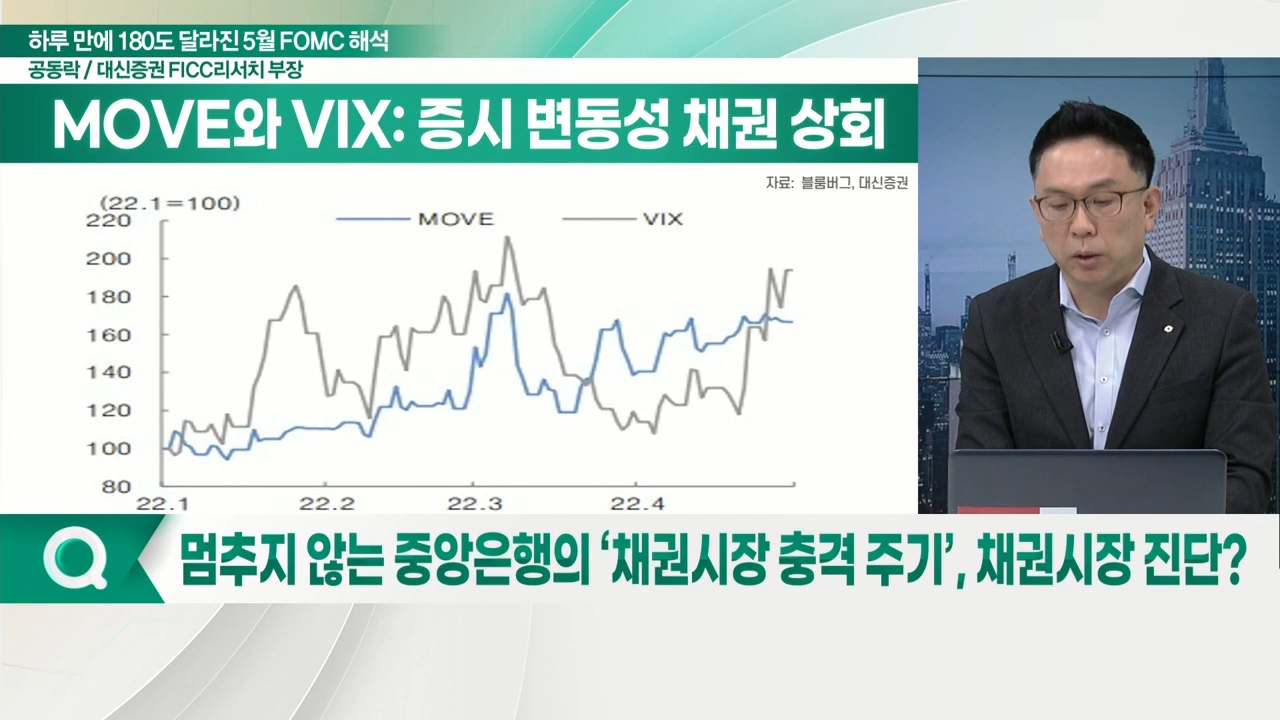 하루 만에 180도 달라진 5월 FOMC 해석
공동락 / 대신증권 FICC리서치 부장
MOVE와 VIX: 증시 변동성 채권 상회
자료: 블룸버그, 대신증권
(22.1=100)
MOVE
VIX
220
200
180
160
140
120
100
80
22.1
22.2
22.3
22.4
Q
멈추지 않는 중앙은행의 ‘채권시장 충격 주기’, 채권시장 진단?